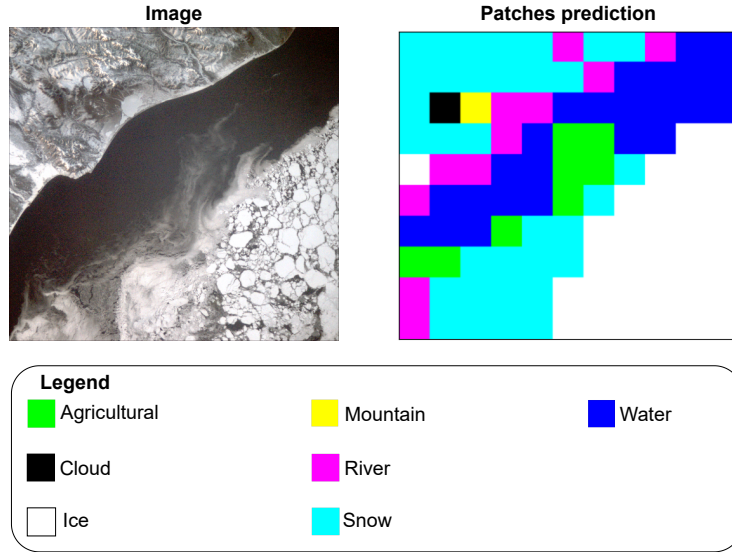 Image
Patches prediction
Legend
Agricultural
Mountain
Water
Cloud
River
Ice
Snow